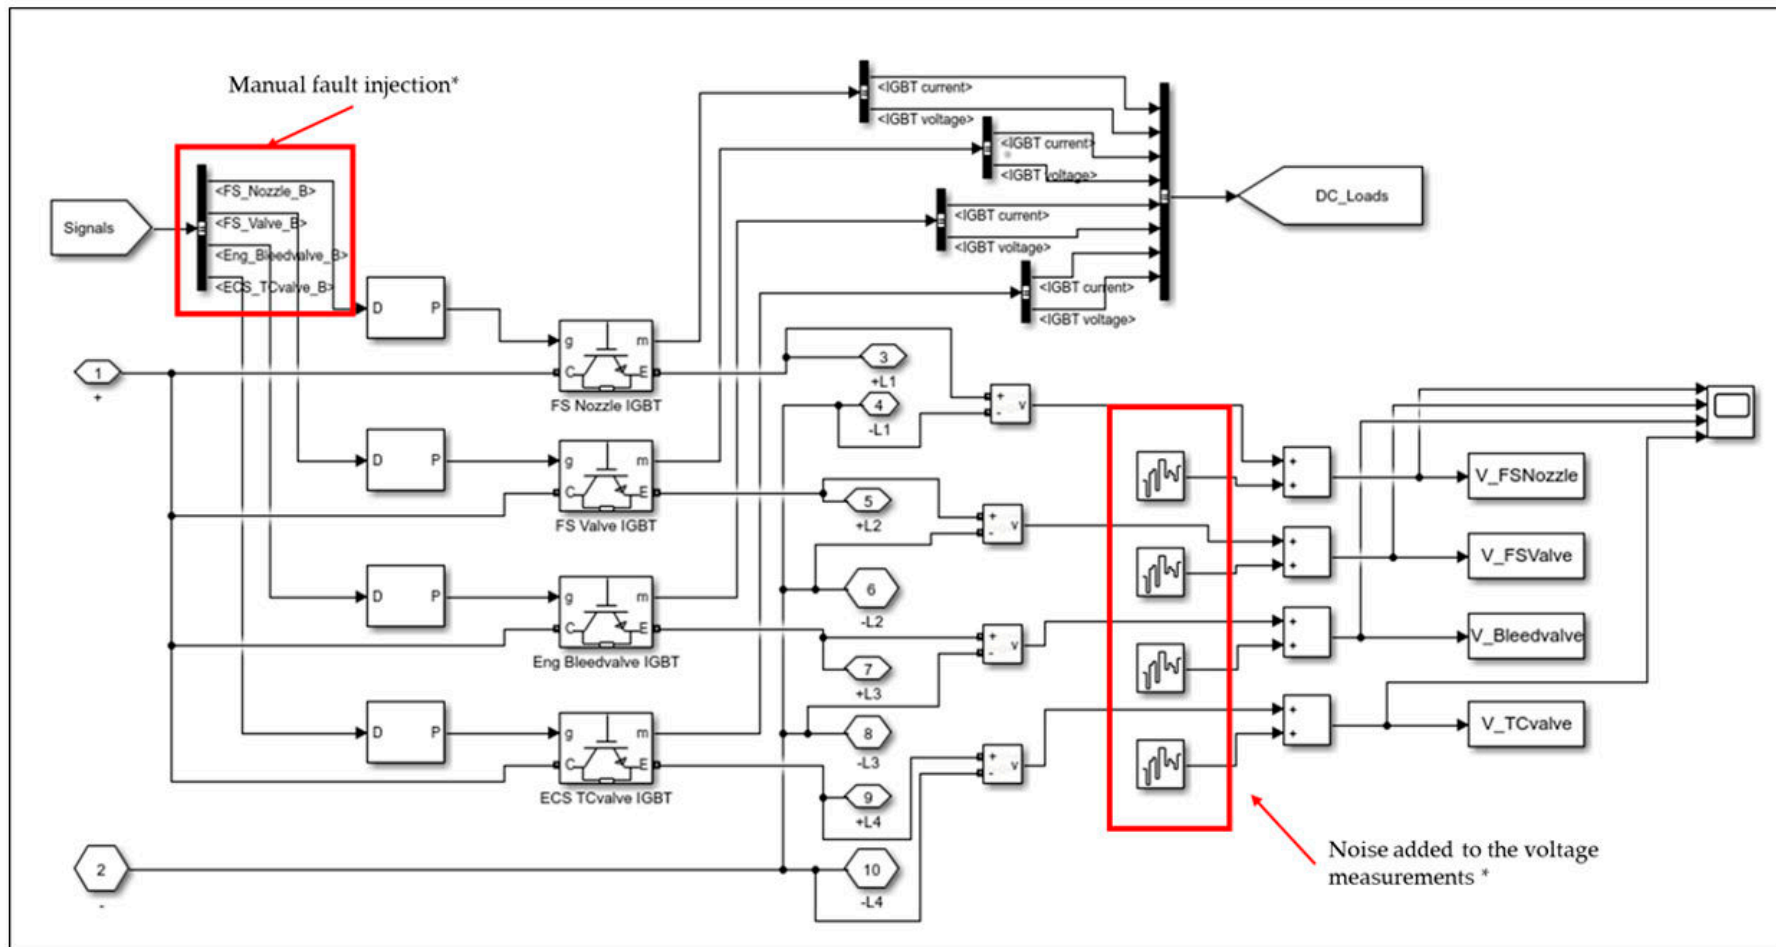 Manual fault injection*
Signals
<FS_Nozzle_B>
<FS_Valve_B>
<Eng_Bleedvalve_B>
<ECS_TCvalve_B>
<IGBT current>
<IGBT voltage>
<IGBT current>
<IGBT voltage>
<IGBT current>
<IGBT voltage>
<IGBT current>
<IGBT voltage>
DC_Loads
D P
g m
C E
FS Nozzle IGBT
1
+
3
+L1
4
-L1
+
- v
D P
g m
C E
FS Valve IGBT
5
+L2
+
- v
6
-L2
D P
g m
C E
Eng Bleedvalve IGBT
7
+L3
+
- v
8
-L3
D P
g m
C E
ECS TCvalve IGBT
9
+L4
+
- v
2
-
10
-L4
+
+
V_FSNozzle
+
+
V_FSValve
+
+
V_Bleedvalve
+
+
V_TCvalve
Noise added to the voltage
measurements *